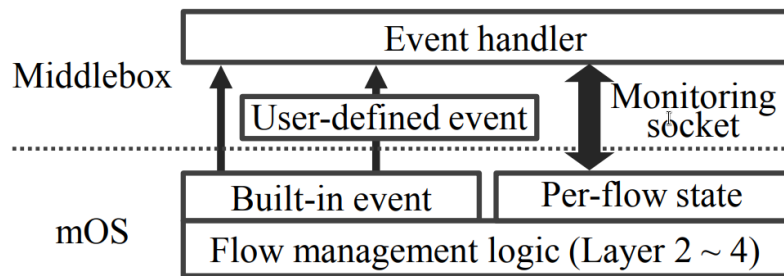 Event handler
Middlebox
User-defined event
Monitoring
socket
Built-in event
Per-flow state
mOS
Flow management logic (Layer 2 ~ 4)